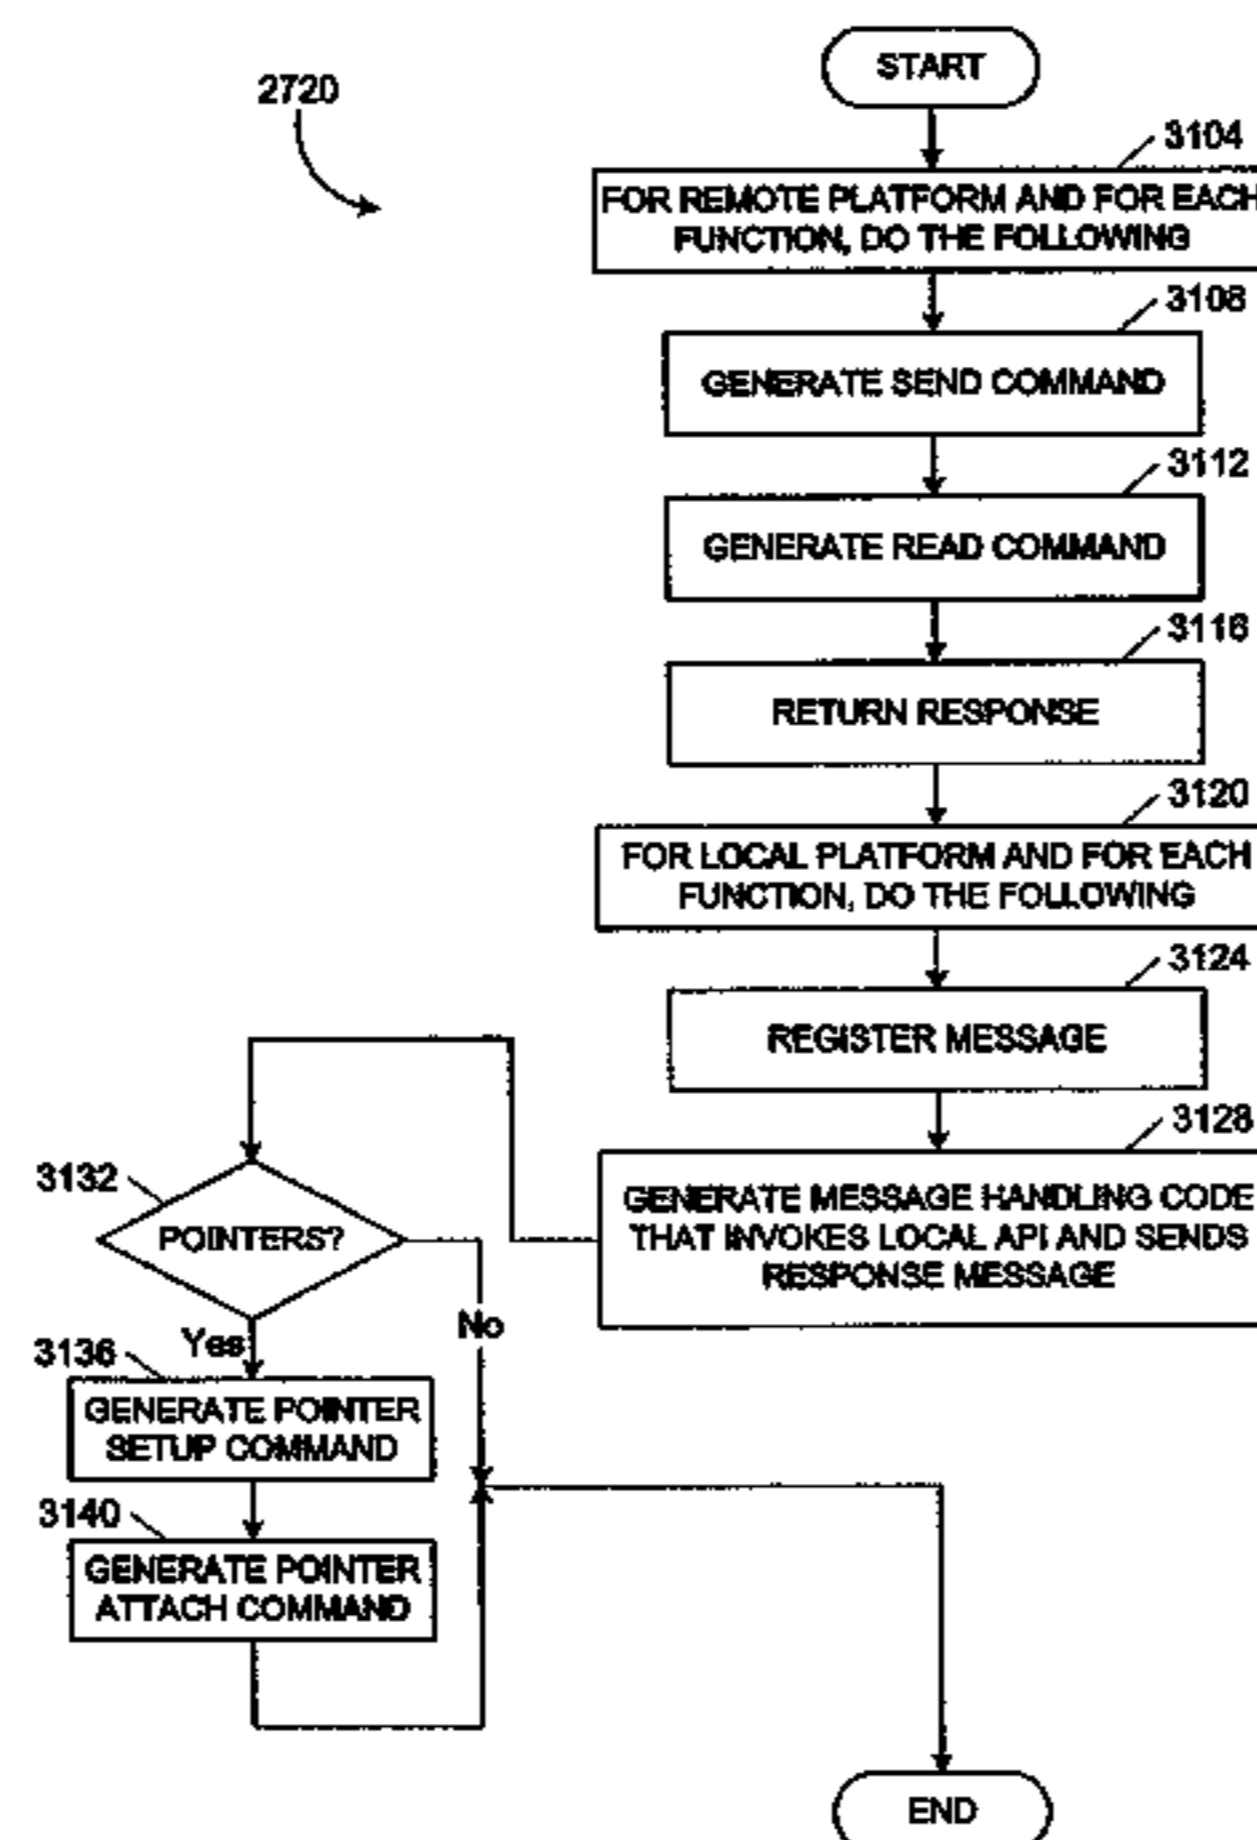 2720
START
3104
FOR REMOTE PLATFORM AND FOR EACH
FUNCTION, DO THE FOLLOWING
3108
GENERATE SEND COMMAND
3112
GENERATE READ COMMAND
3116
RETURN RESPONSE
3120
FOR LOCAL PLATFORM AND FOR EACH
FUNCTION, DO THE FOLLOWING
3124
REGISTER MESSAGE
3128
GENERATE MESSAGE HANDLING CODE
THAT INVOKES LOCAL API AND SENDS
RESPONSE MESSAGE
3132
POINTERS?
No
Yes
3136
GENERATE POINTER
SETUP COMMAND
3140
GENERATE POINTER
ATTACH COMMAND
END